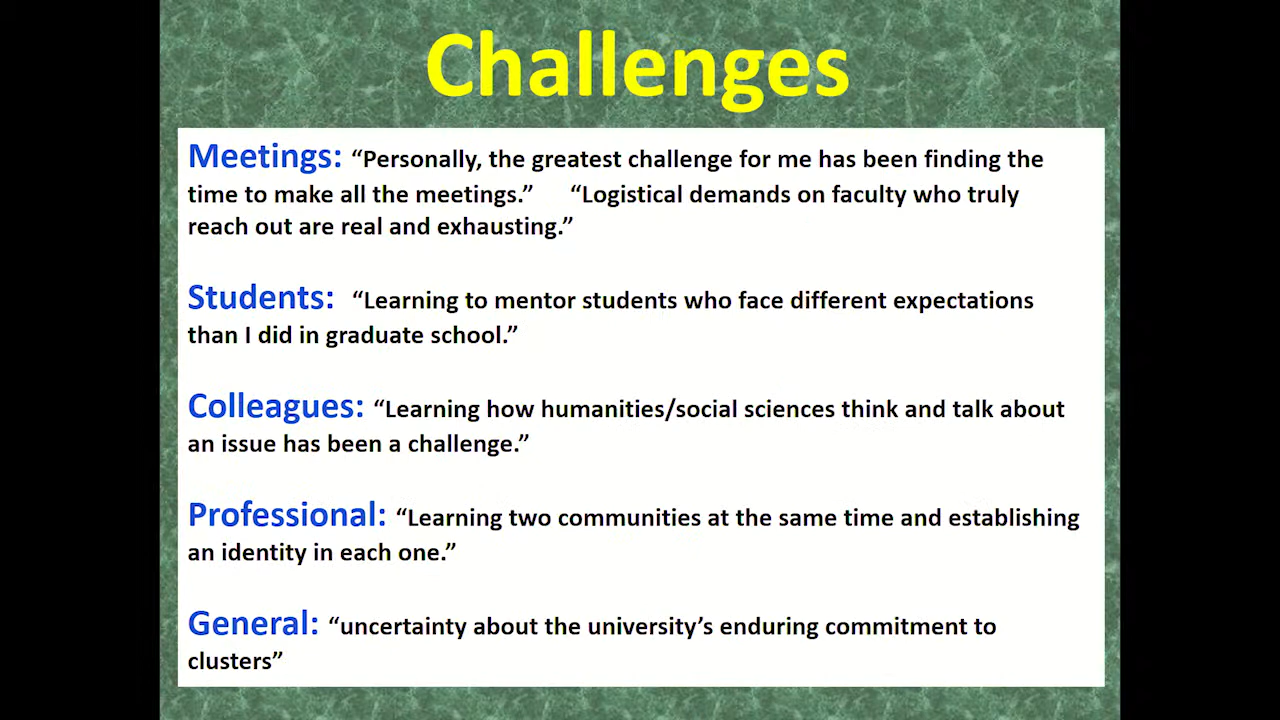 Challenges
Meetings: “Personally, the greatest challenge for me has been finding the
time to make all the meetings.” “Logistical demands on faculty who truly
reach out are real and exhausting.”
Students: “Learning to mentor students who face different expectations
than I did in graduate school.”
Colleagues: “Learning how humanities/social sciences think and talk about
an issue has been a challenge.”
Professional: “Learning two communities at the same time and establishing
an identity in each one.”
General: “uncertainty about the university’s enduring commitment to
clusters”